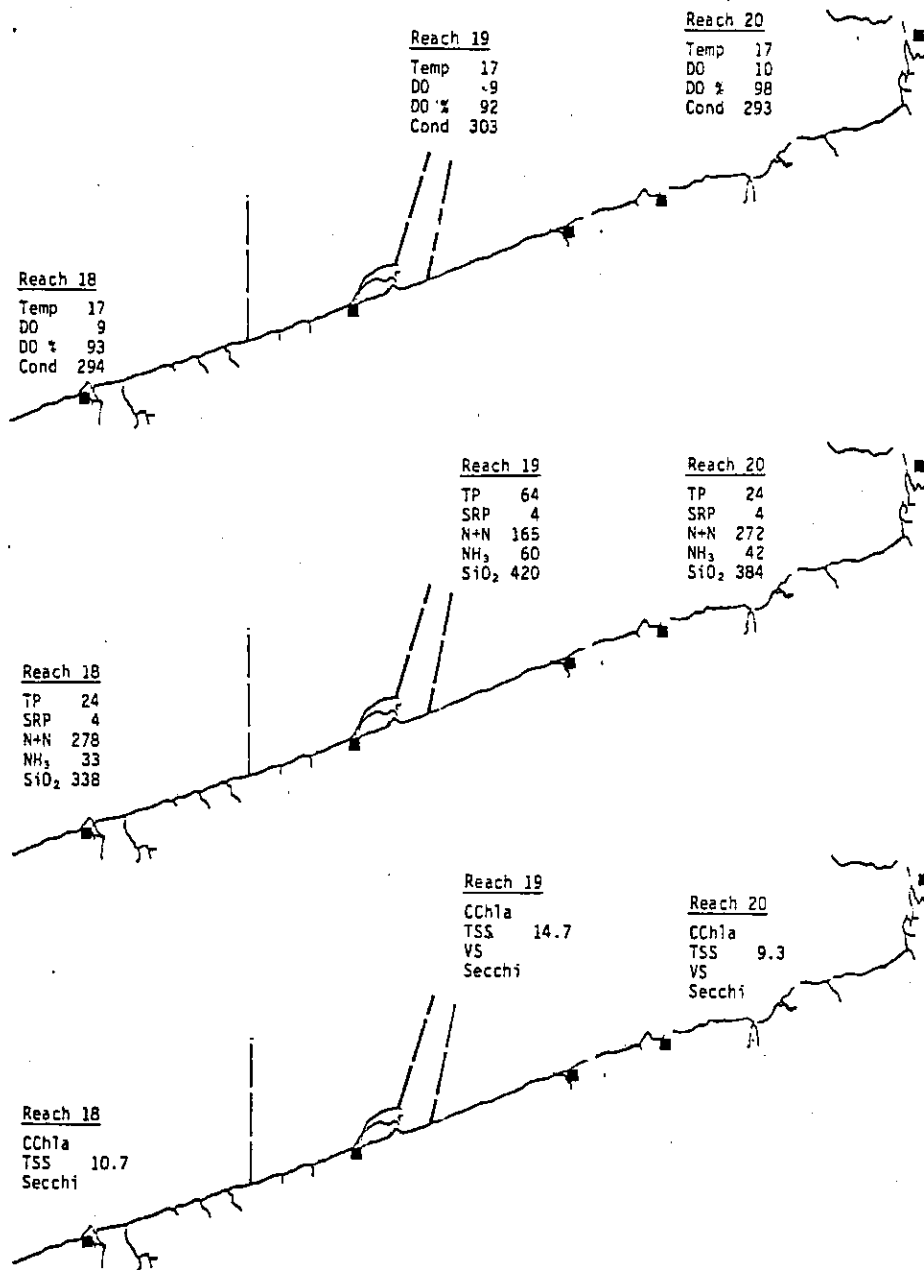 Reach 19
Temp 17
DO 9
DO % 92
Cond 303
Reach 20
Temp 17
DO 10
DO % 98
Cond 293
Reach 18
Temp 17
DO 9
DO % 93
Cond 294
Reach 19
TP 64
SRP 4
N+N 165
NH₃ 60
SiO₂ 420
Reach 20
TP 24
SRP 4
N+N 272
NH₃ 42
SiO₂ 384
Reach 18
TP 24
SRP 4
N+N 278
NH₃ 33
SiO₂ 338
Reach 19
CChla
TSS 14.7
VS
Secchi
Reach 20
CChla
TSS 9.3
VS
Secchi
Reach 18
CChla
TSS 10.7
Secchi